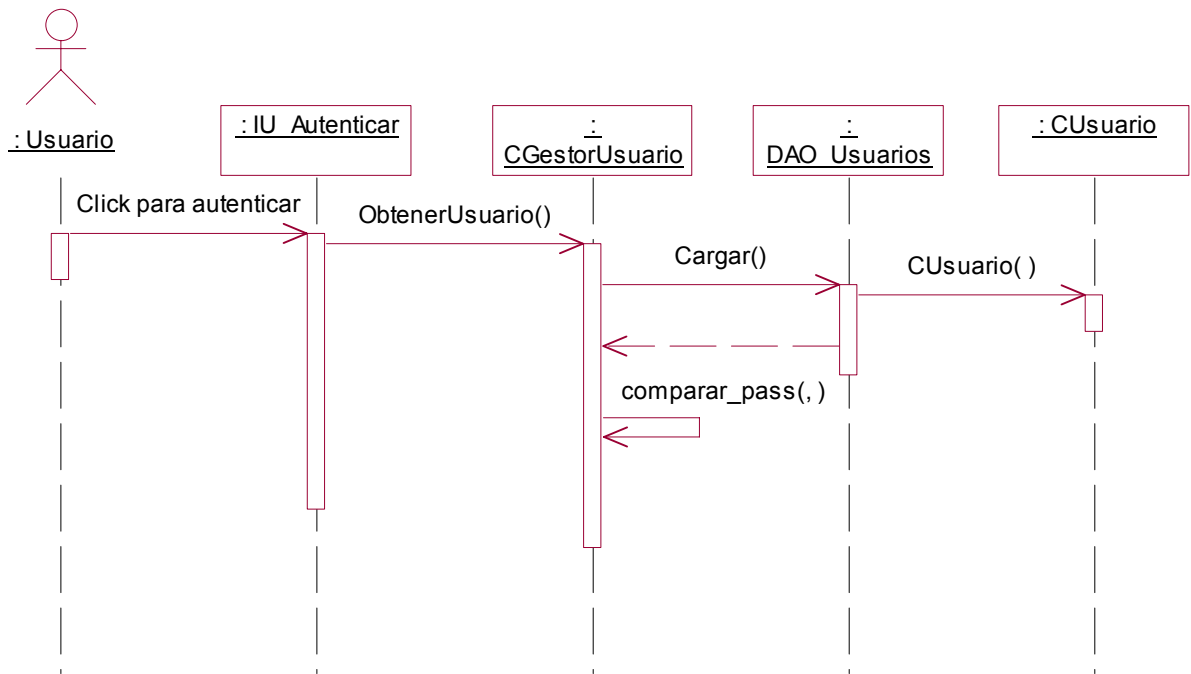 : Usuario
: IU_Autenticar
:
CGestorUsuario
:
DAO_Usuarios
: CUsuario
Click para autenticar
ObtenerUsuario()
Cargar()
CUsuario( )
comparar_pass(, )